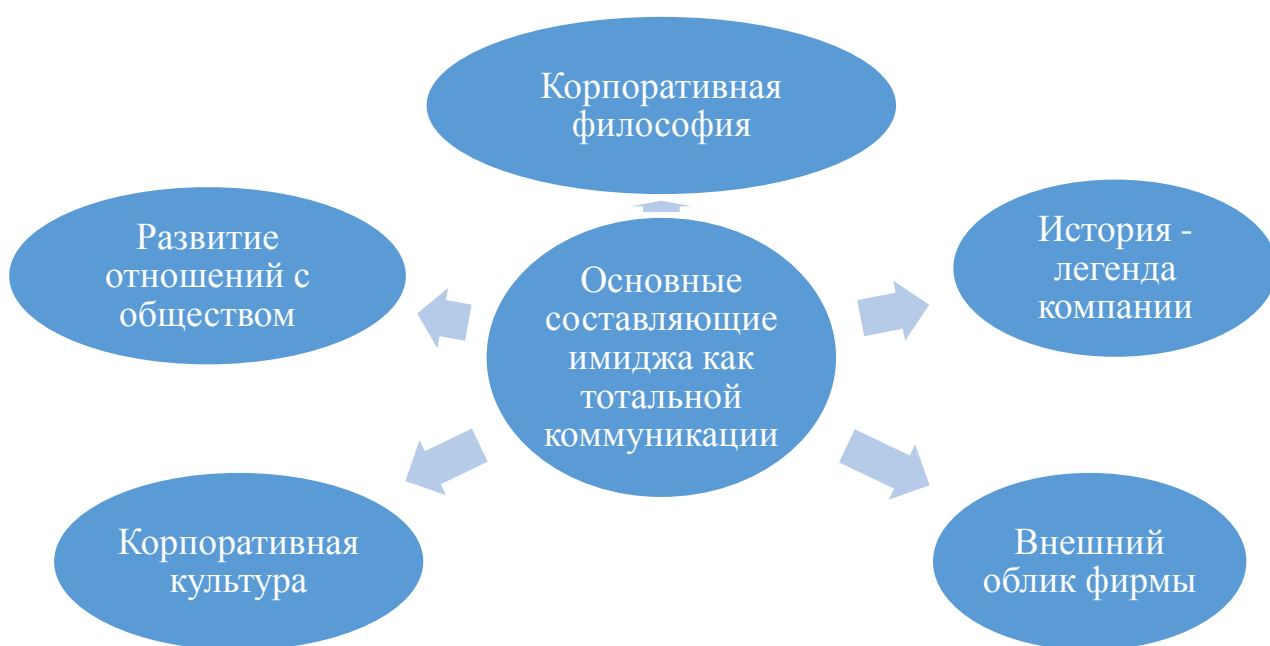 Корпоративная
философия
Развитие
отношений с
обществом
История -
легенда
компании
Основные
составляющие
имиджа как
тотальной
коммуникации
Корпоративная
культура
Внешний
облик фирмы